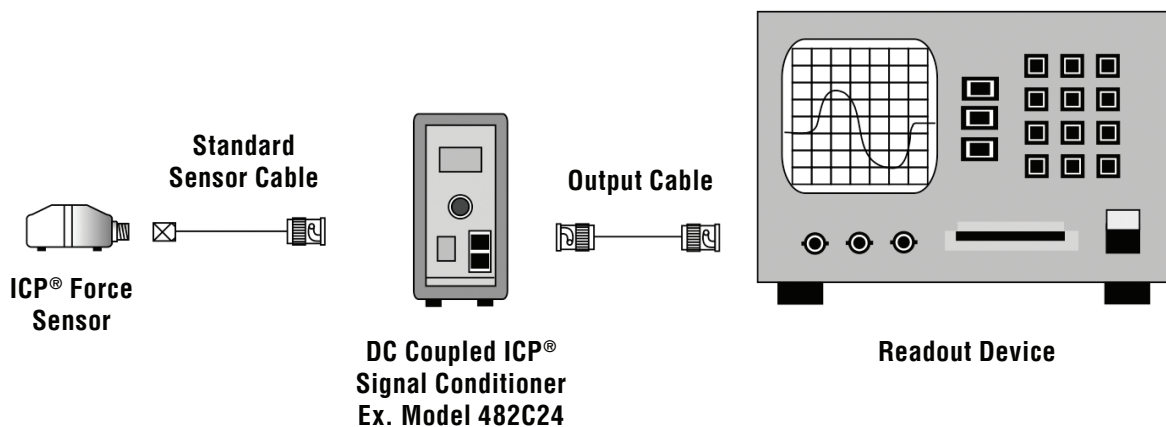 Standard
Sensor Cable
Output Cable
ICP® Force
Sensor
DC Coupled ICP®
Signal Conditioner
Ex. Model 482C24
Readout Device